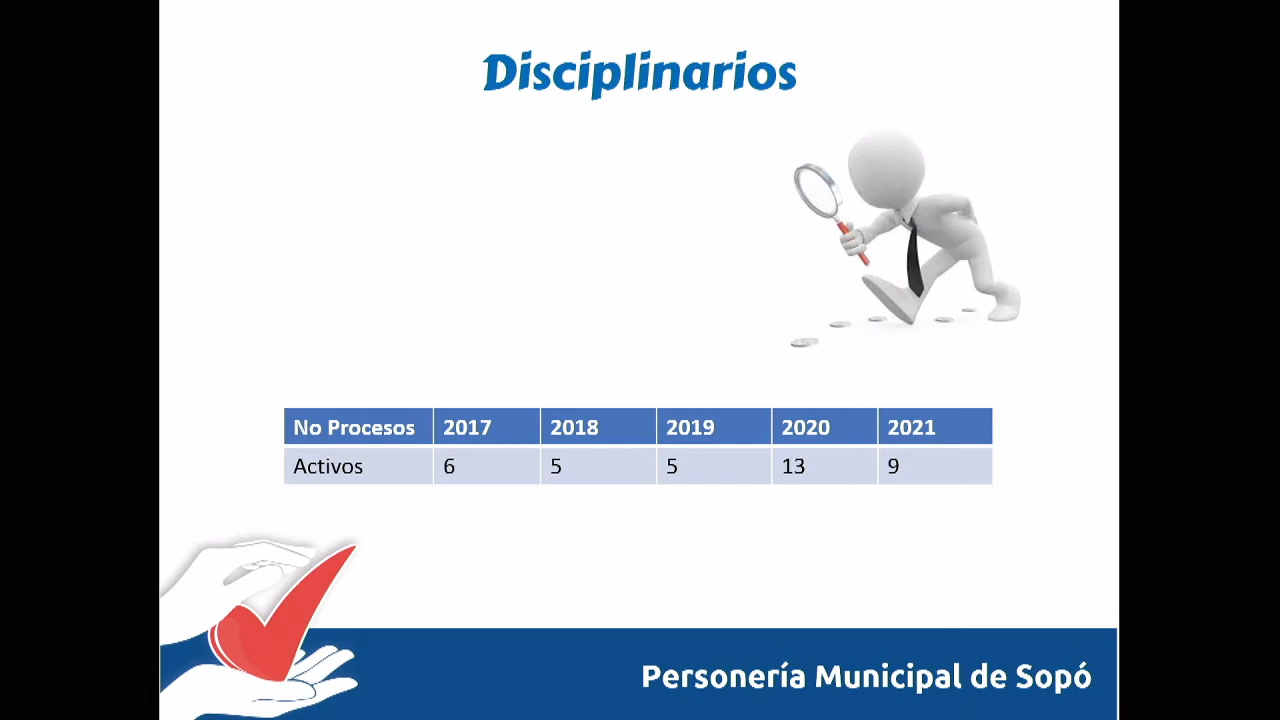 Disciplinarios
No Procesos 2017 2018 2019 2020 2021
Activos 6 5 5 13 9
Personería Municipal de Sopó